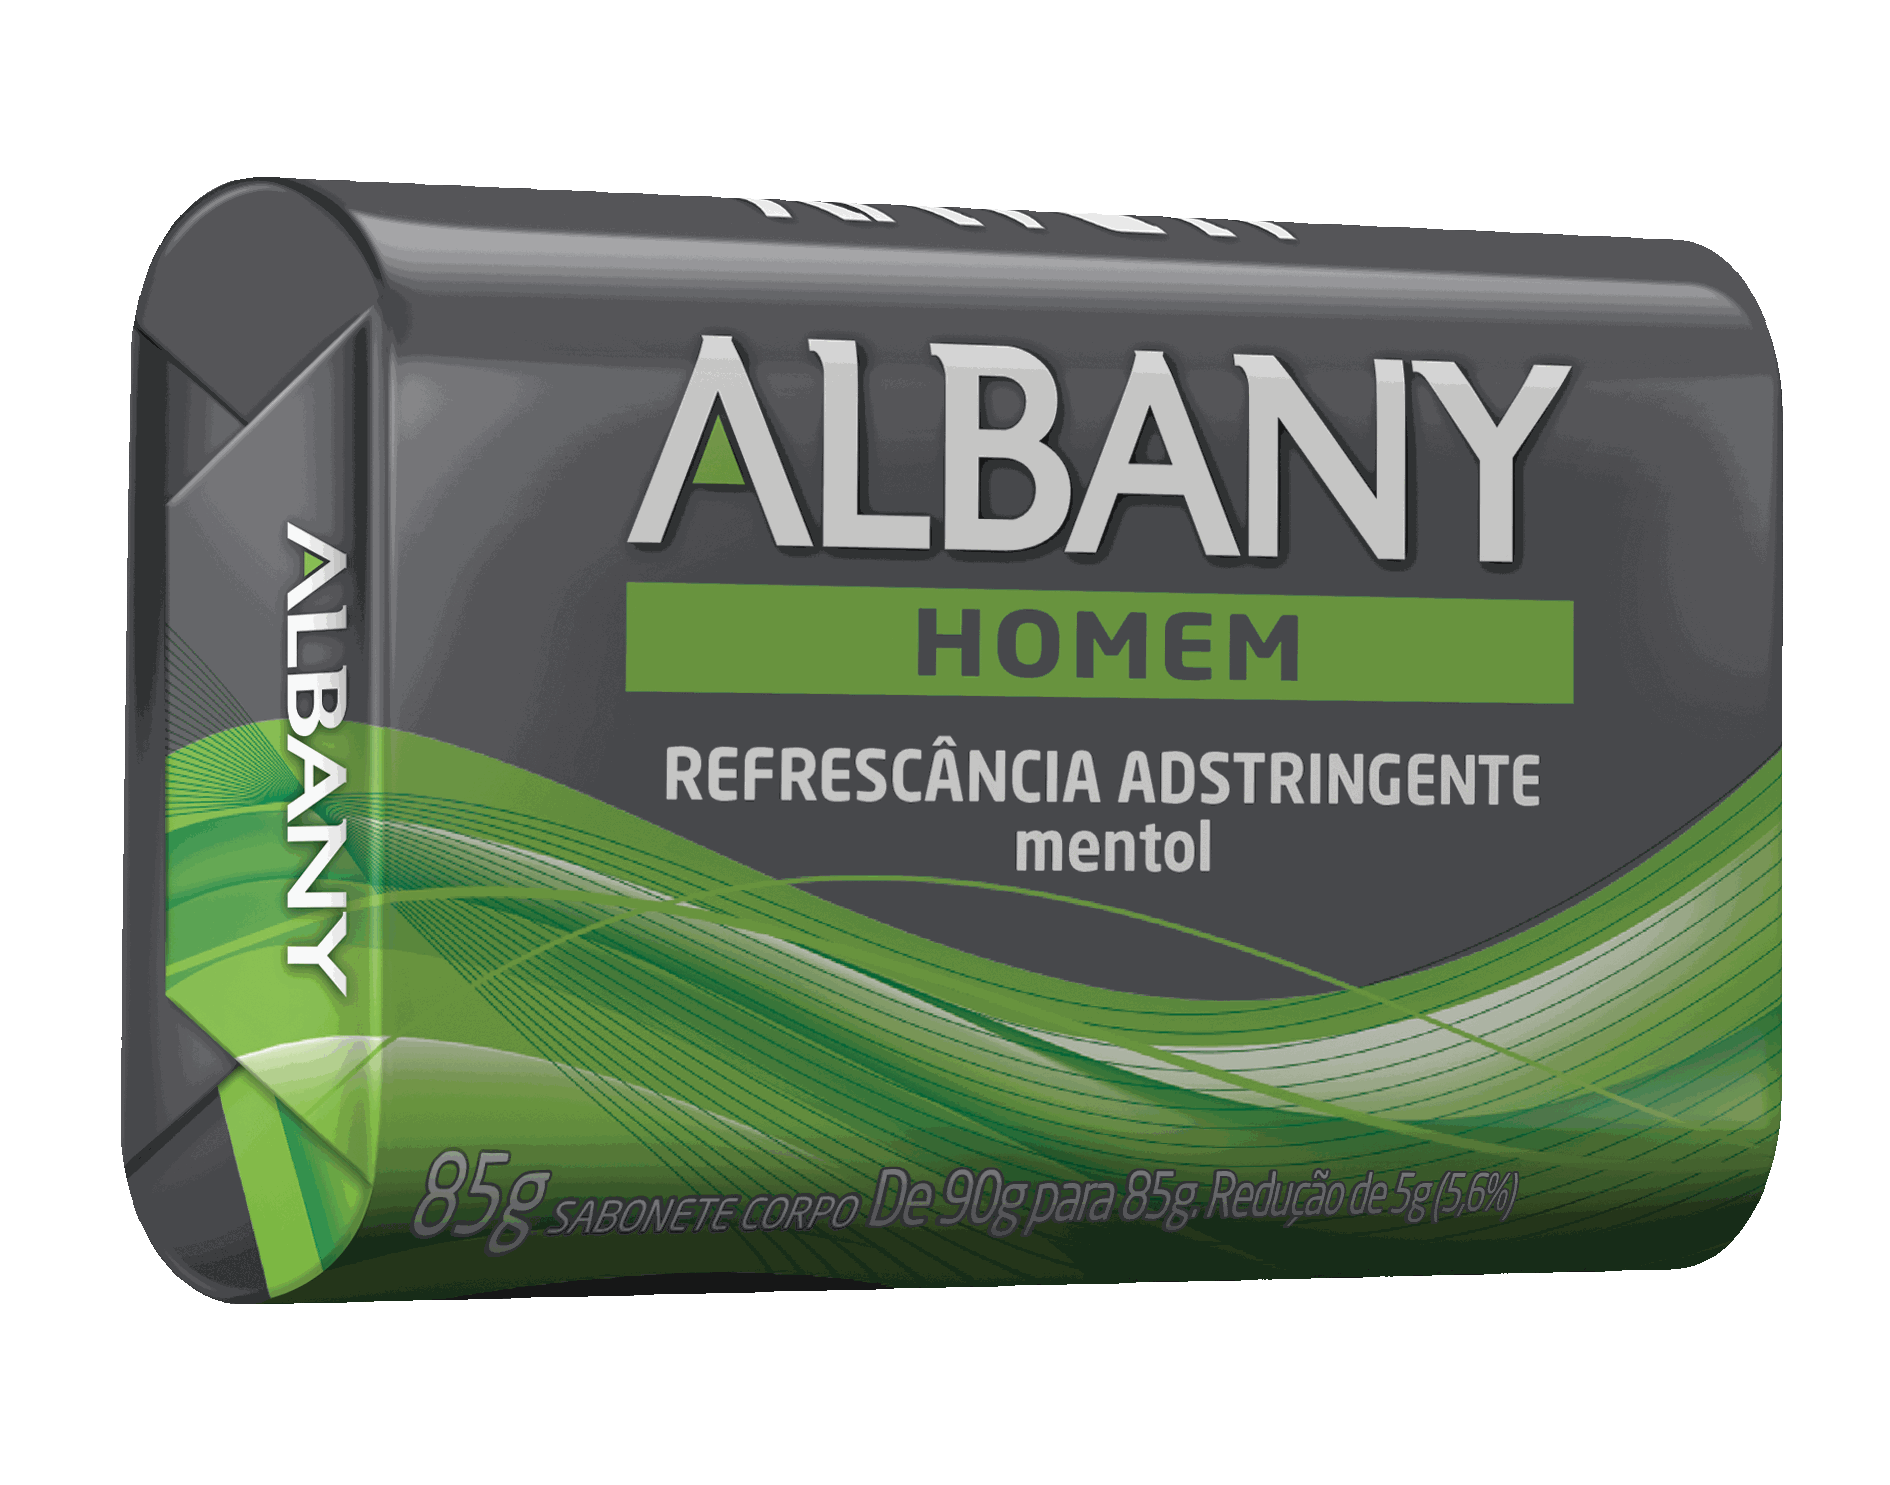 ALBANY
HOMEM
REFRESCÂNCIA ADSTRINGENTE
mentol
85g SABONETE CORPO De 90g para 85g. Redução de 5g (5,6%)
ALBANY